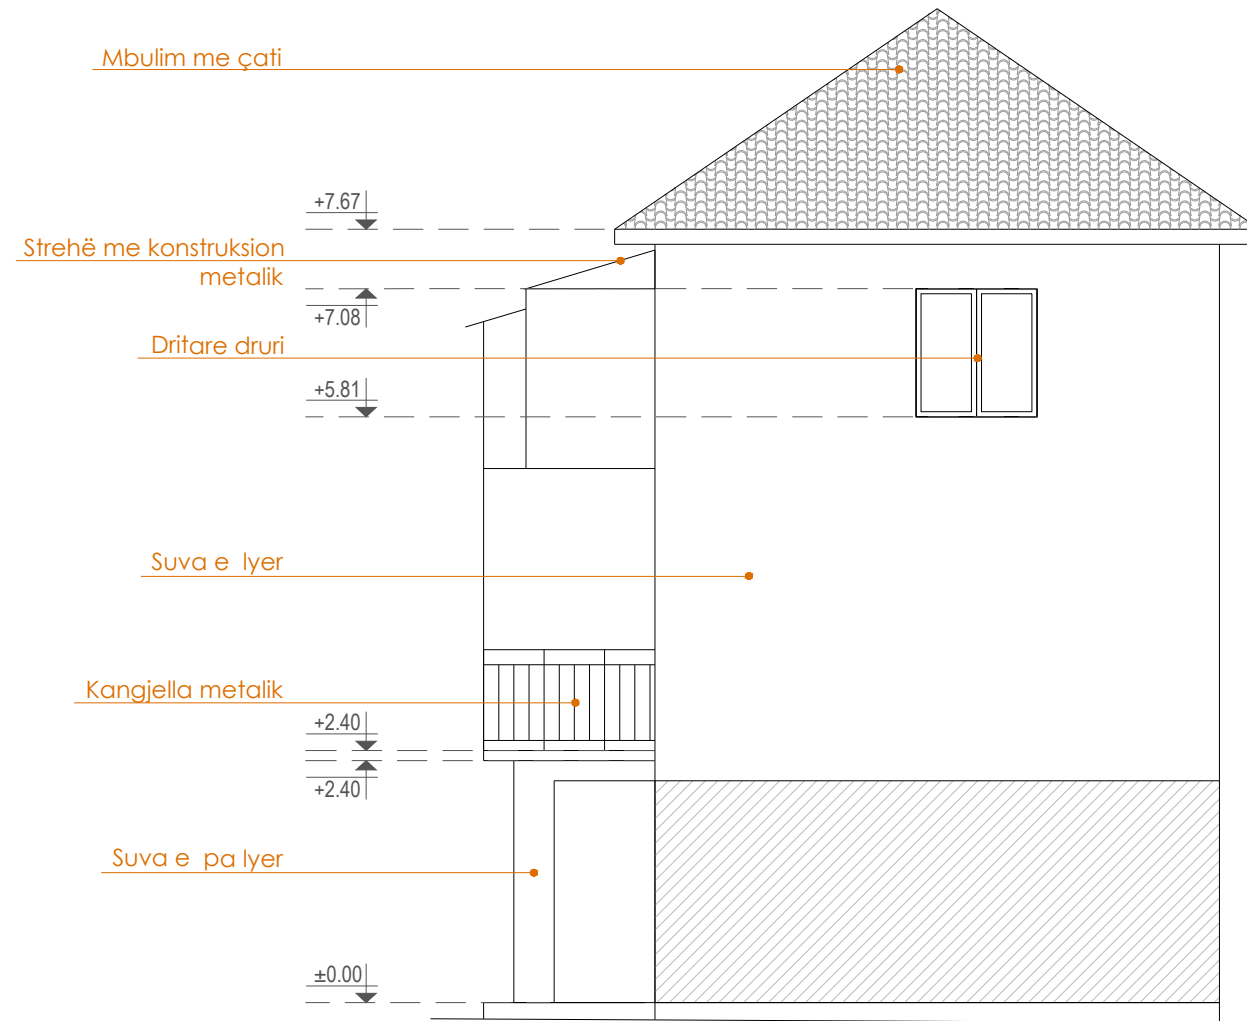 Mbulim me çati
+7.67
Strehë me konstruksion
metalik
+7.08
Dritare druri
+5.81
Suva e lyer
Kangjella metalik
+2.40
+2.40
Suva e pa lyer
±0.00